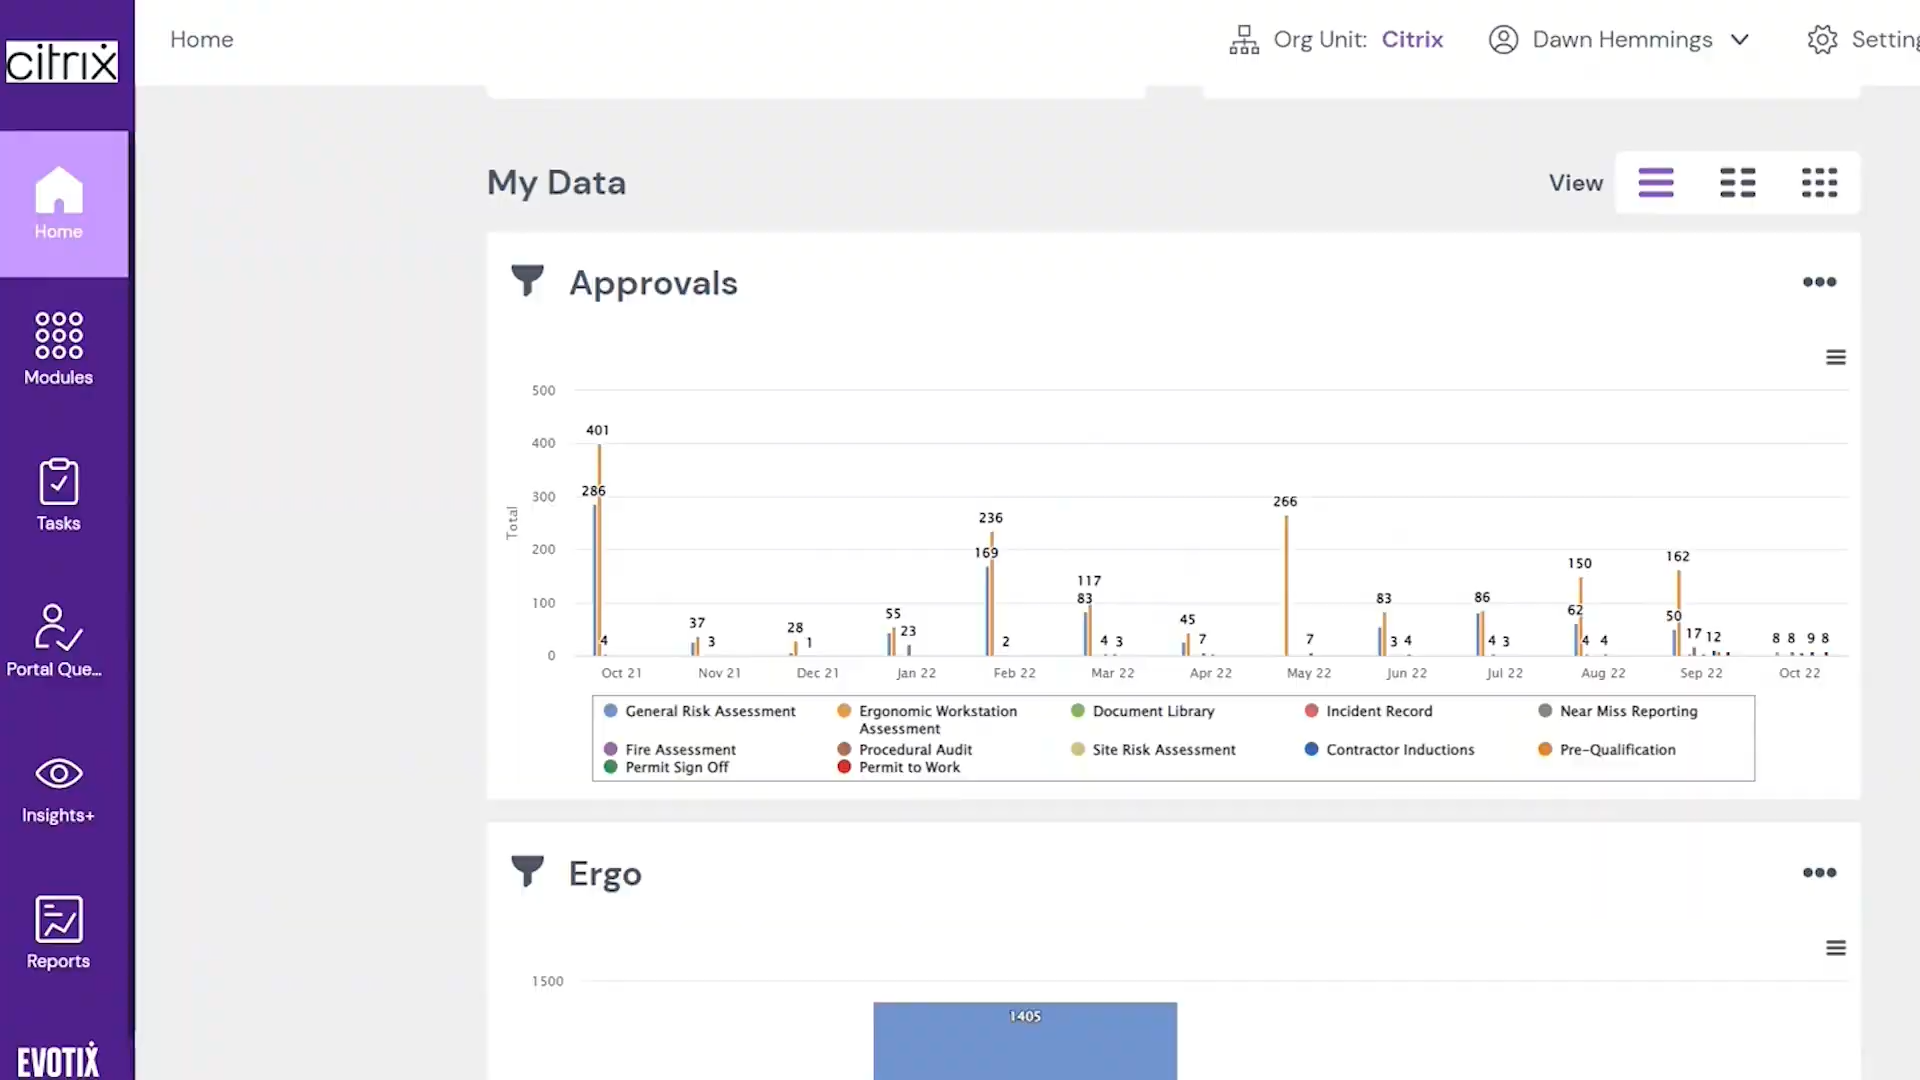 citrix
Home
Org Unit: Citrix
Dawn Hemmings
Setting
Home
Modules
Tasks
Portal Que...
Insights+
Reports
EVOTIX
My Data
View
Approvals
500
400
300
200
100
0
Total
401
286
4
37
3
28
1
55
23
236
169
2
117
83
4 3
45
7
266
7
83
3 4
86
4 3
150
62
4 4
162
50
17 12
8 8 9 8
Oct 21 Nov 21 Dec 21 Jan 22 Feb 22 Mar 22 Apr 22 May 22 Jun 22 Jul 22 Aug 22 Sep 22 Oct 22
General Risk Assessment
Ergonomic Workstation
Assessment
Document Library
Incident Record
Near Miss Reporting
Fire Assessment
Procedural Audit
Site Risk Assessment
Contractor Inductions
Pre-Qualification
Permit Sign Off
Permit to Work
Ergo
1500
1405